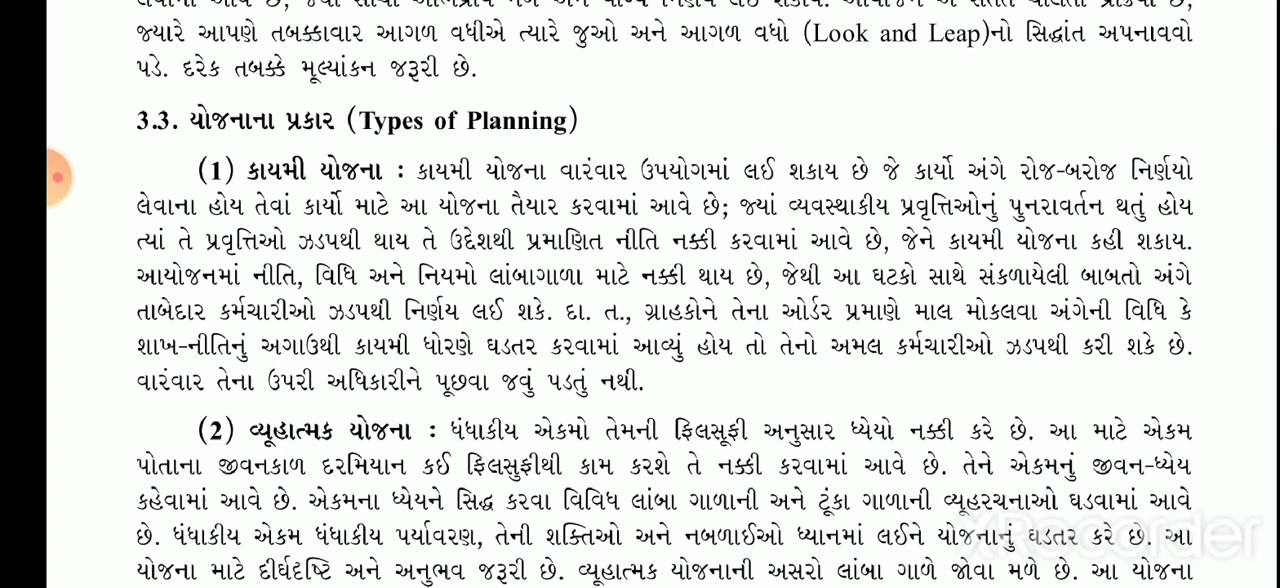 જ્યારે આપણે તબક્કાવાર આગળ વધીએ ત્યારે જુઓ અને આગળ વધો (Look and Leap)નો સિદ્ધાંત અપનાવવો
પડે. દરેક તબક્કે મૂલ્યાંકન જરૂરી છે.
3.3. યોજનાના પ્રકાર (Types of Planning)
(1) કાયમી યોજના : કાયમી યોજના વારંવાર ઉપયોગમાં લઈ શકાય છે જે કાર્યો અંગે રોજ-બરોજ નિર્ણયો
લેવાના હોય તેવાં કાર્યો માટે આ યોજના તૈયાર કરવામાં આવે છે; જ્યાં વ્યવસ્થાકીય પ્રવૃત્તિઓનું પુનરાવર્તન થતું હોય
ત્યાં તે પ્રવૃત્તિઓ ઝડપથી થાય તે ઉદ્દેશથી પ્રમાણિત નીતિ નક્કી કરવામાં આવે છે, જેને કાયમી યોજના કહી શકાય.
આયોજનમાં નીતિ, વિધિ અને નિયમો લાંબાગાળા માટે નક્કી થાય છે, જેથી આ ઘટકો સાથે સંકળાયેલી બાબતો અંગે
તાબેદાર કર્મચારીઓ ઝડપથી નિર્ણય લઈ શકે. દા. ત., ગ્રાહકોને તેના ઓર્ડર પ્રમાણે માલ મોકલવા અંગેની વિધિ કે
શાખ-નીતિનું અગાઉથી કાયમી ધોરણે ઘડતર કરવામાં આવ્યું હોય તો તેનો અમલ કર્મચારીઓ ઝડપથી કરી શકે છે.
વારંવાર તેના ઉપરી અધિકારીને પૂછવા જવું પડતું નથી.
(2) વ્યૂહાત્મક યોજના : ધંધાકીય એકમો તેમની ફિલસૂફી અનુસાર ધ્યેયો નક્કી કરે છે. આ માટે એકમ
પોતાના જીવનકાળ દરમિયાન કઈ ફિલસુફીથી કામ કરશે તે નક્કી કરવામાં આવે છે. તેને એકમનું જીવન-ધ્યેય
કહેવામાં આવે છે. એકમના ધ્યેયને સિદ્ધ કરવા વિવિધ લાંબા ગાળાની અને ટૂંકા ગાળાની વ્યૂહરચનાઓ ઘડવામાં આવે
છે. ધંધાકીય એકમ ધંધાકીય પર્યાવરણ, તેની શક્તિઓ અને નબળાઈઓ ધ્યાનમાં લઈને યોજનાનું ઘડતર કરે છે. આ
યોજના માટે દીર્ઘદષ્ટિ અને અનુભવ જરૂરી છે. વ્યૂહાત્મક યોજનાની અસરો લાંબા ગાળે જોવા મળે છે. આ યોજના
XRecorder